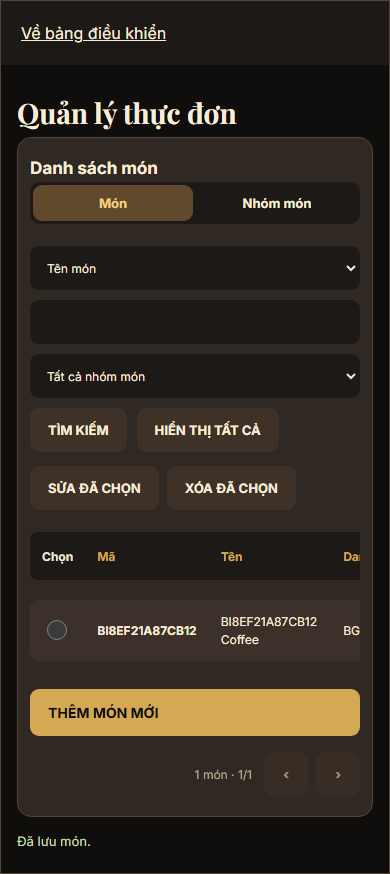 Về bảng điều khiển
Quản lý thực đơn
Danh sách món
Món
Nhóm món
Tên món
Tất cả nhóm món
TÌM KIẾM
HIỂN THỊ TẤT CẢ
SỬA ĐÃ CHỌN
XÓA ĐÃ CHỌN
Chọn Mã Tên
BI8EF21A87CB12 BI8EF21A87CB12 BG
Coffee
THÊM MÓN MỚI
1 món · 1/1 ‹ ›
Đã lưu món.